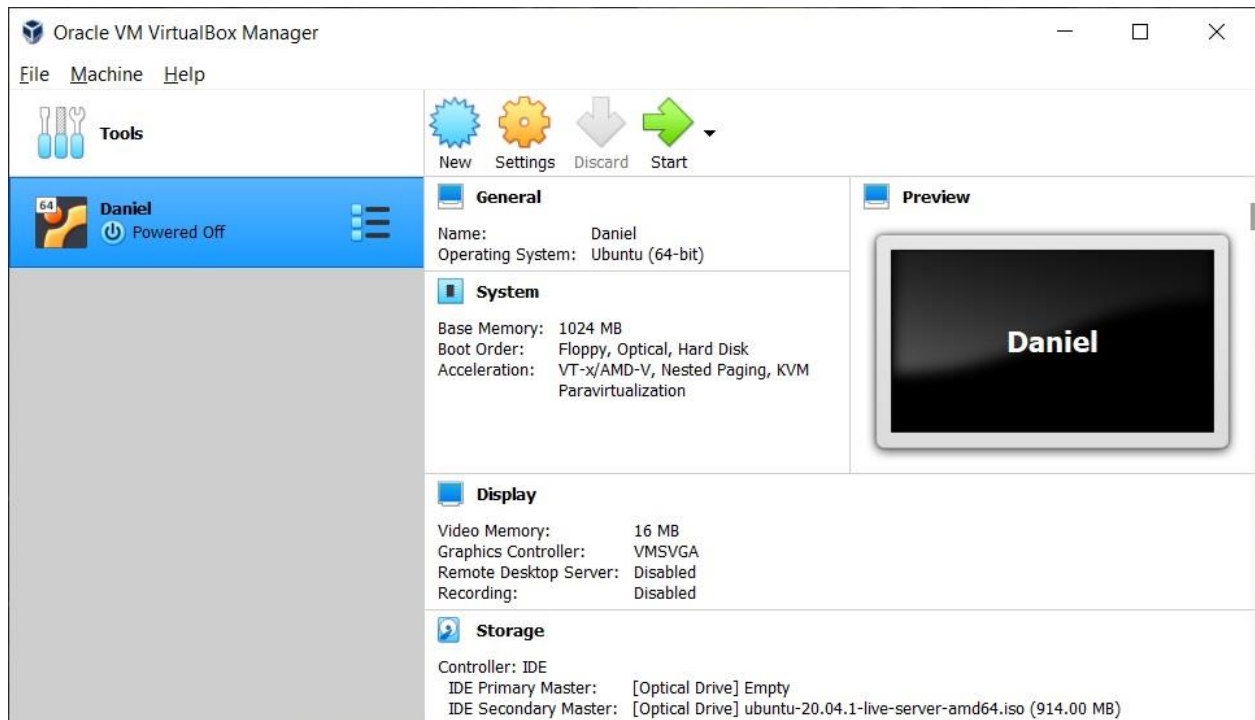 Oracle VM VirtualBox Manager
File Machine Help
Tools
New Settings Discard Start
64
Daniel
Powered Off
General
Name: Daniel
Operating System: Ubuntu (64-bit)
Preview
Daniel
System
Base Memory: 1024 MB
Boot Order: Floppy, Optical, Hard Disk
Acceleration: VT-x/AMD-V, Nested Paging, KVM
Paravirtualization
Display
Video Memory: 16 MB
Graphics Controller: VMSVGA
Remote Desktop Server: Disabled
Recording: Disabled
Storage
Controller: IDE
IDE Primary Master: [Optical Drive] Empty
IDE Secondary Master: [Optical Drive] ubuntu-20.04.1-live-server-amd64.iso (914.00 MB)